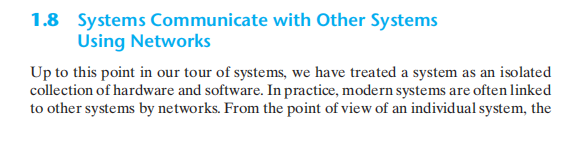 1.8 Systems Communicate with Other Systems
Using Networks
Up to this point in our tour of systems, we have treated a system as an isolated
collection of hardware and software. In practice, modern systems are often linked
to other systems by networks. From the point of view of an individual system, the